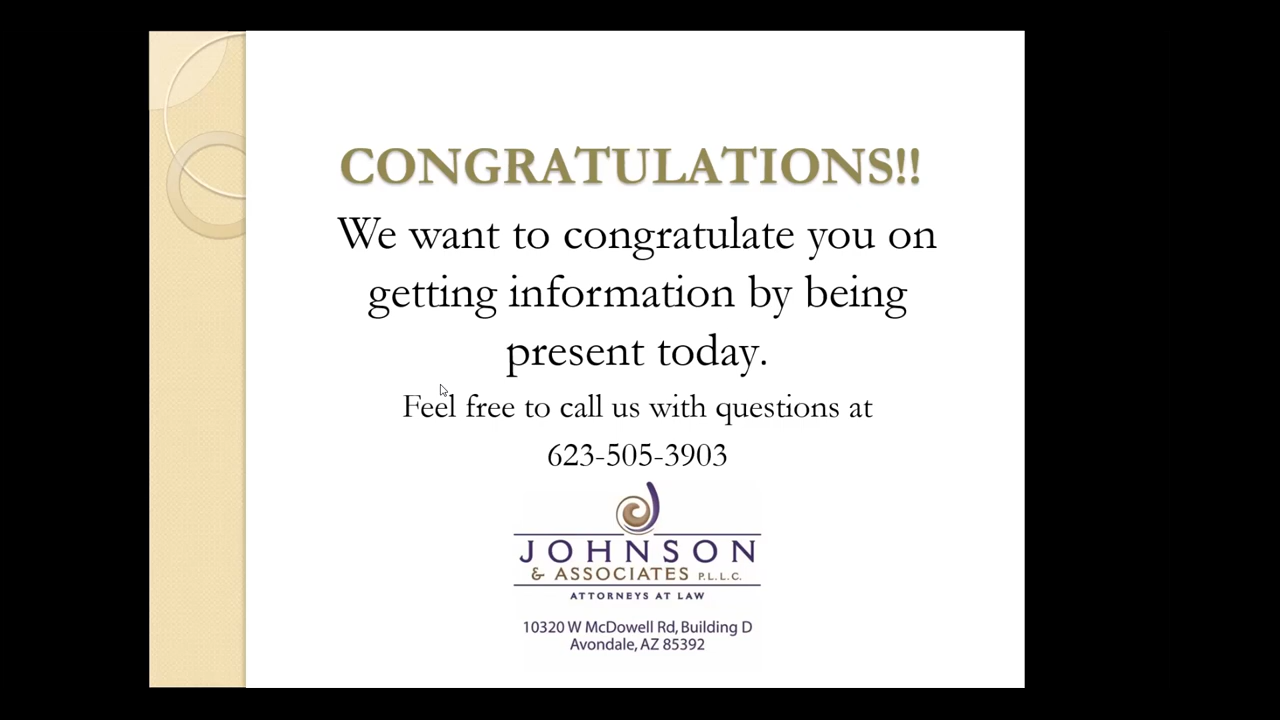 CONGRATULATIONS!!
We want to congratulate you on
getting information by being
present today.
Feel free to call us with questions at
623-505-3903
JOHNSON
& ASSOCIATES P.L.L.C.
ATTORNEYS AT LAW
10320 W McDowell Rd, Building D
Avondale, AZ 85392